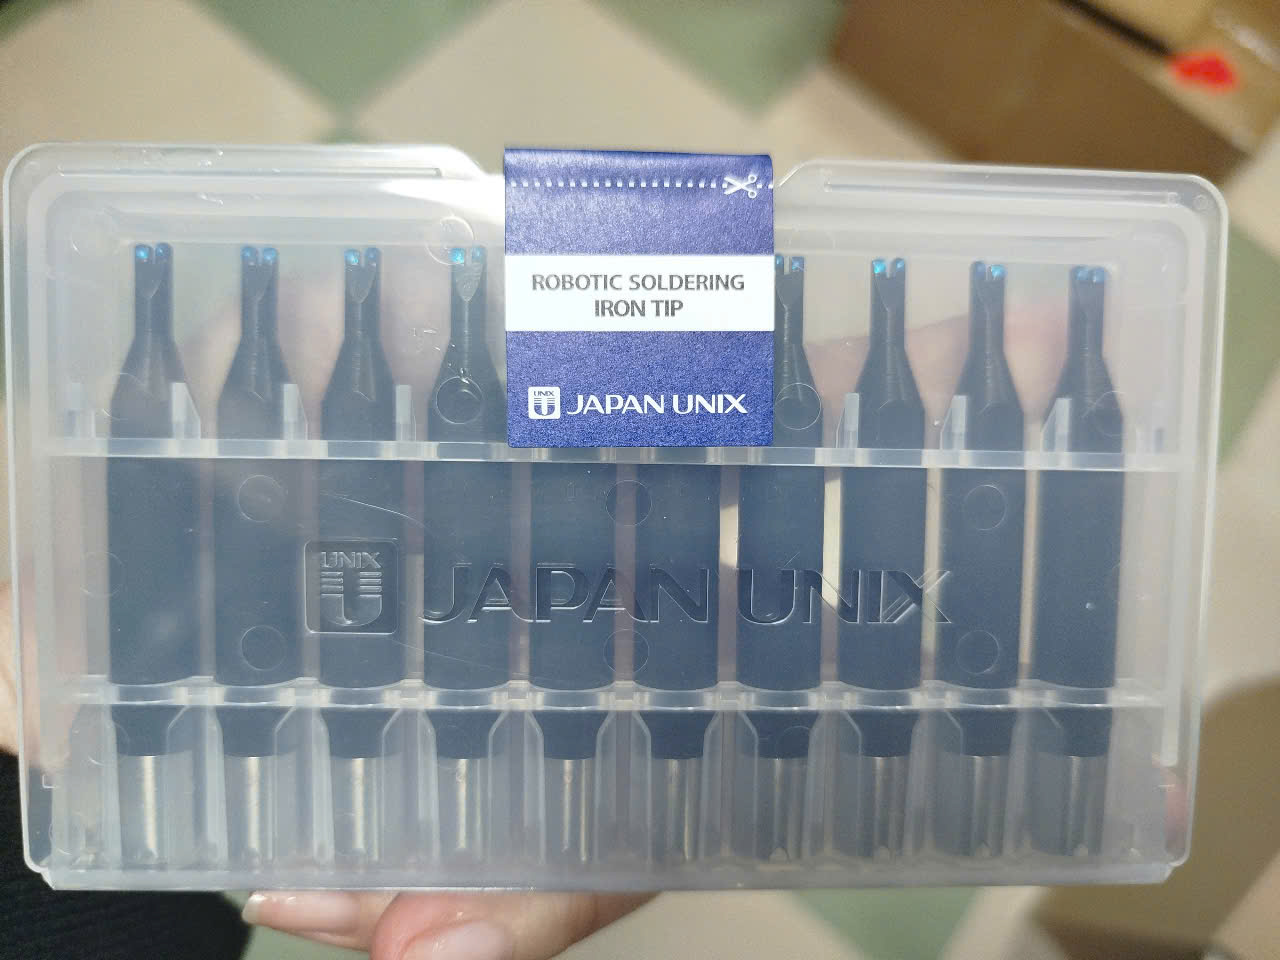 ROBOTIC SOLDERING
IRON TIP
UNIX
JAPAN UNIX
UNIX
JAPAN UNIX